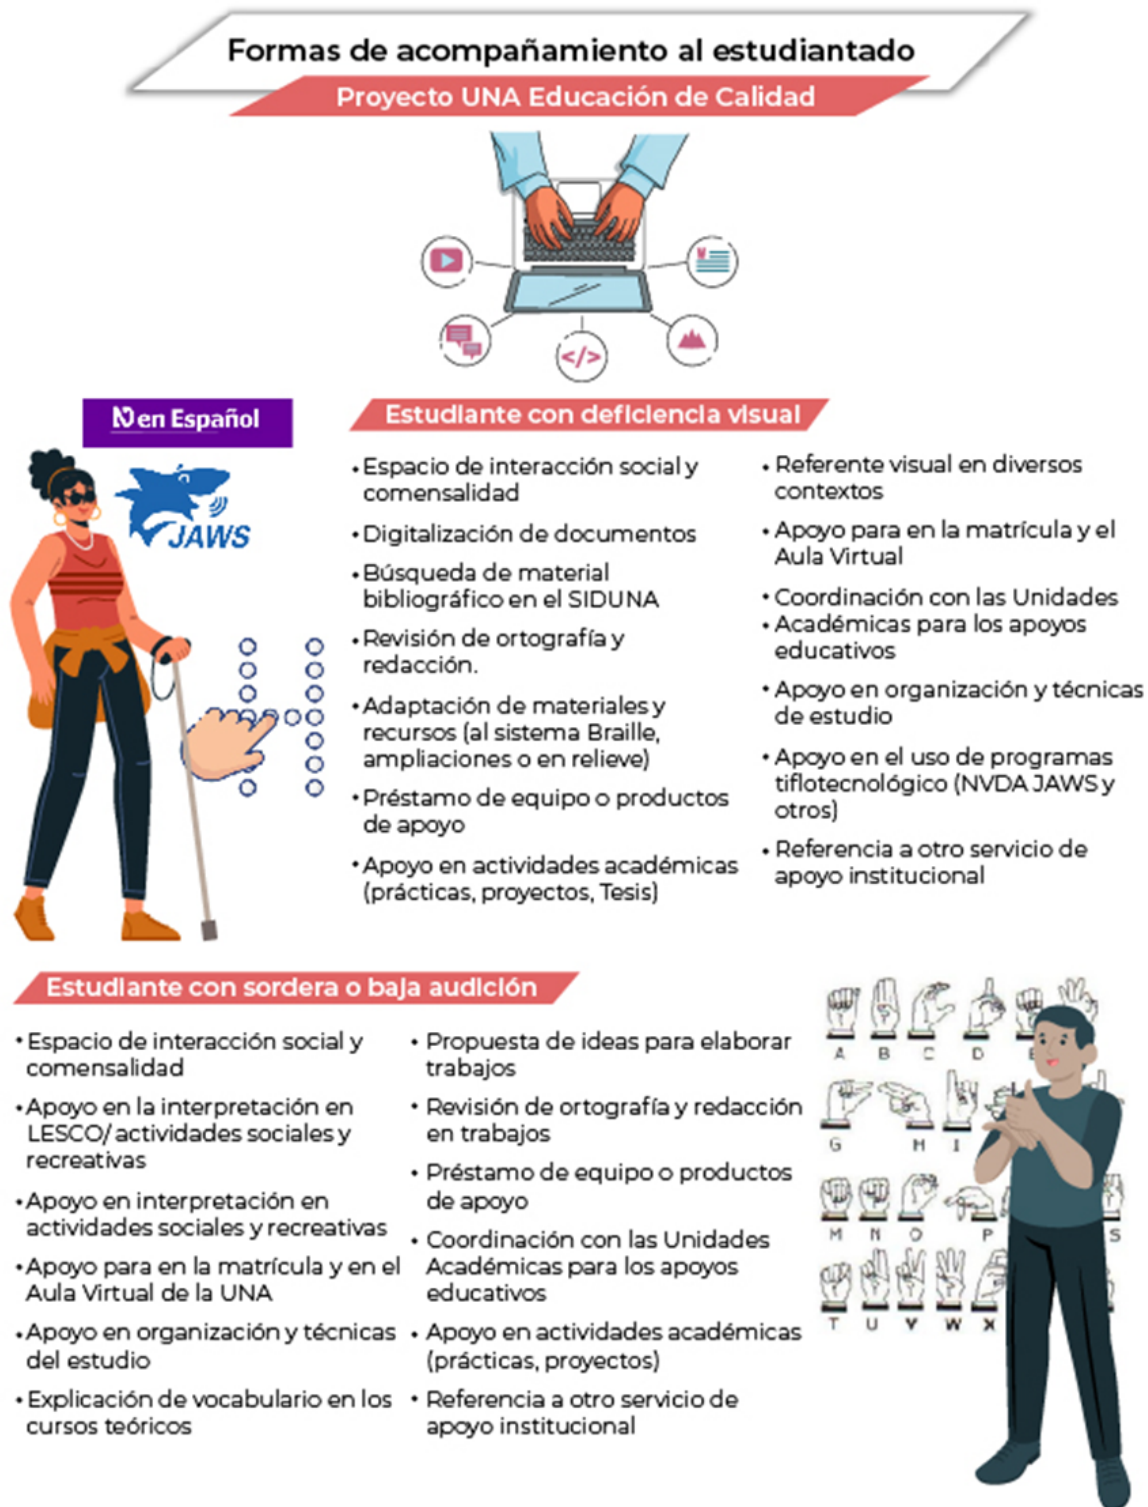 Formas de acompañamiento al estudiantado
Proyecto UNA Educación de Calidad
</>
en Español
JAWS
Estudiante con deficiencia visual
• Espacio de interacción social y
comensalidad
• Digitalización de documentos
• Búsqueda de material
bibliográfico en el SIDUNA
• Revisión de ortografía y
redacción.
• Adaptación de materiales y
recursos (al sistema Braille,
ampliaciones o en relieve)
• Préstamo de equipo o productos
de apoyo
• Apoyo en actividades académicas
(prácticas, proyectos, Tesis)
• Referente visual en diversos
contextos
• Apoyo para en la matrícula y el
Aula Virtual
• Coordinación con las Unidades
• Académicas para los apoyos
educativos
• Apoyo en organización y técnicas
de estudio
• Apoyo en el uso de programas
tiflotecnológico (NVDA JAWS y
otros)
• Referencia a otro servicio de
apoyo institucional
Estudiante con sordera o baja audición
• Espacio de interacción social y
comensalidad
• Apoyo en la interpretación en
LESCO/ actividades sociales y
recreativas
• Apoyo en interpretación en
actividades sociales y recreativas
• Apoyo para en la matrícula y en el
Aula Virtual de la UNA
• Apoyo en organización y técnicas
del estudio
• Explicación de vocabulario en los
cursos teóricos
• Propuesta de ideas para elaborar
trabajos
• Revisión de ortografía y redacción
en trabajos
• Préstamo de equipo o productos
de apoyo
• Coordinación con las Unidades
Académicas para los apoyos
educativos
• Apoyo en actividades académicas
(prácticas, proyectos)
• Referencia a otro servicio de
apoyo institucional
A B C D E
G H I
M N O P S
T U V W X